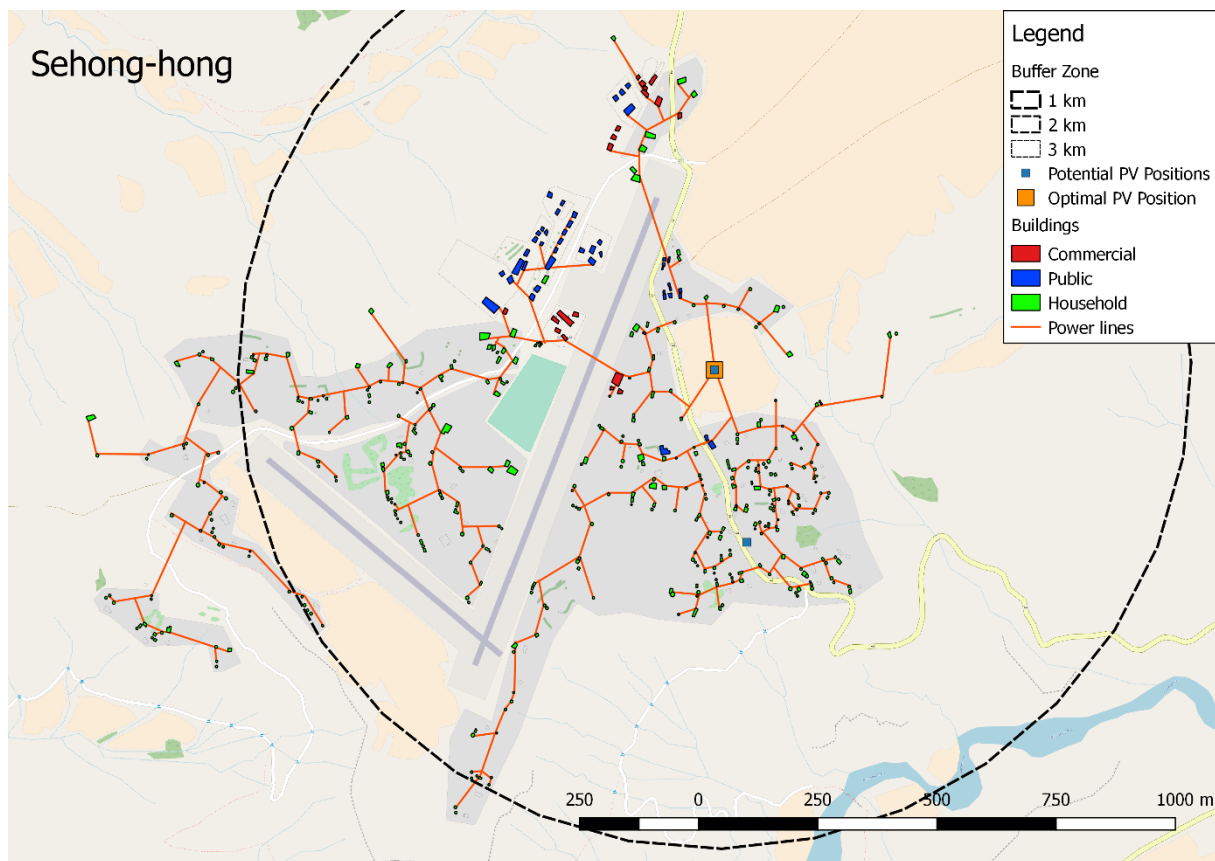 Sehong-hong
Legend
Buffer Zone
1 km
2 km
3 km
Potential PV Positions
Optimal PV Position
Buildings
Commercial
Public
Household
Power lines
250 0 250 500 750 1000 m